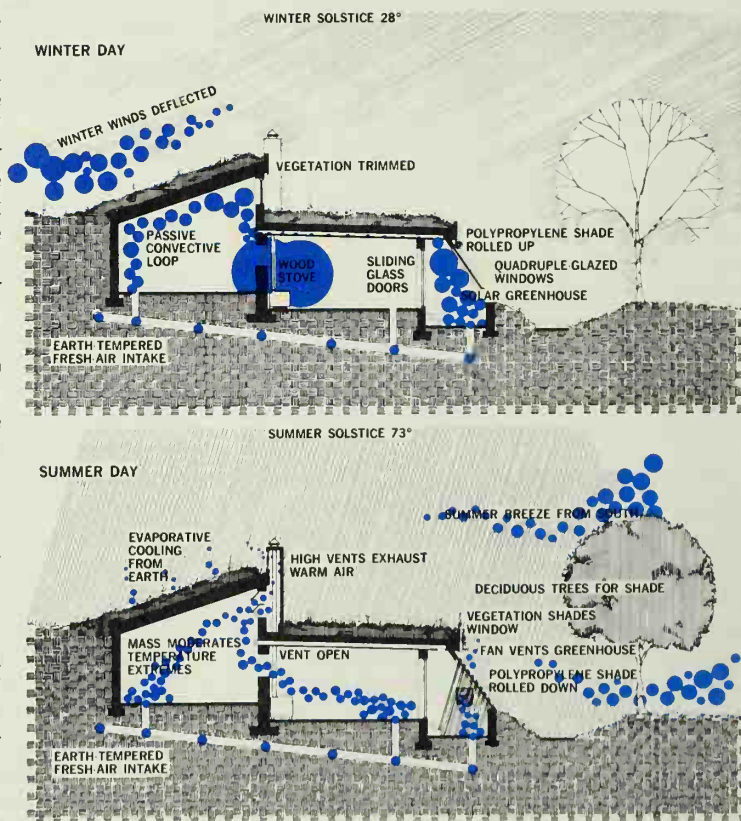 WINTER SOLSTICE 28°
WINTER DAY
WINTER WINDS DEFLECTED
VEGETATION TRIMMED
PASSIVE
CONVECTIVE
LOOP
WOOD
STOVE
SLIDING
GLASS
DOORS
POLYPROPYLENE SHADE
ROLLED UP
QUADRUPLE-GLAZED
WINDOWS
SOLAR GREENHOUSE
EARTH-TEMPERED
FRESH-AIR INTAKE
SUMMER SOLSTICE 73°
SUMMER DAY
SUMMER BREEZE FROM SOUTH
EVAPORATIVE
COOLING
FROM
EARTH
HIGH VENTS EXHAUST
WARM AIR
DECIDUOUS TREES FOR SHADE
VEGETATION SHADES
WINDOW
MASS MODERATES
TEMPERATURE
EXTREMES
VENT OPEN
FAN VENTS GREENHOUSE
POLYPROPYLENE SHADE
ROLLED DOWN
EARTH-TEMPERED
FRESH-AIR INTAKE